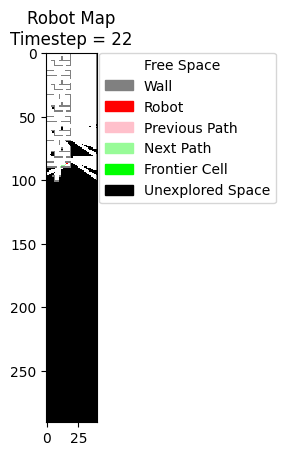 Robot Map
Timestep = 22
0
50
100
150
200
250
0
25
Free Space
Wall
Robot
Previous Path
Next Path
Frontier Cell
Unexplored Space